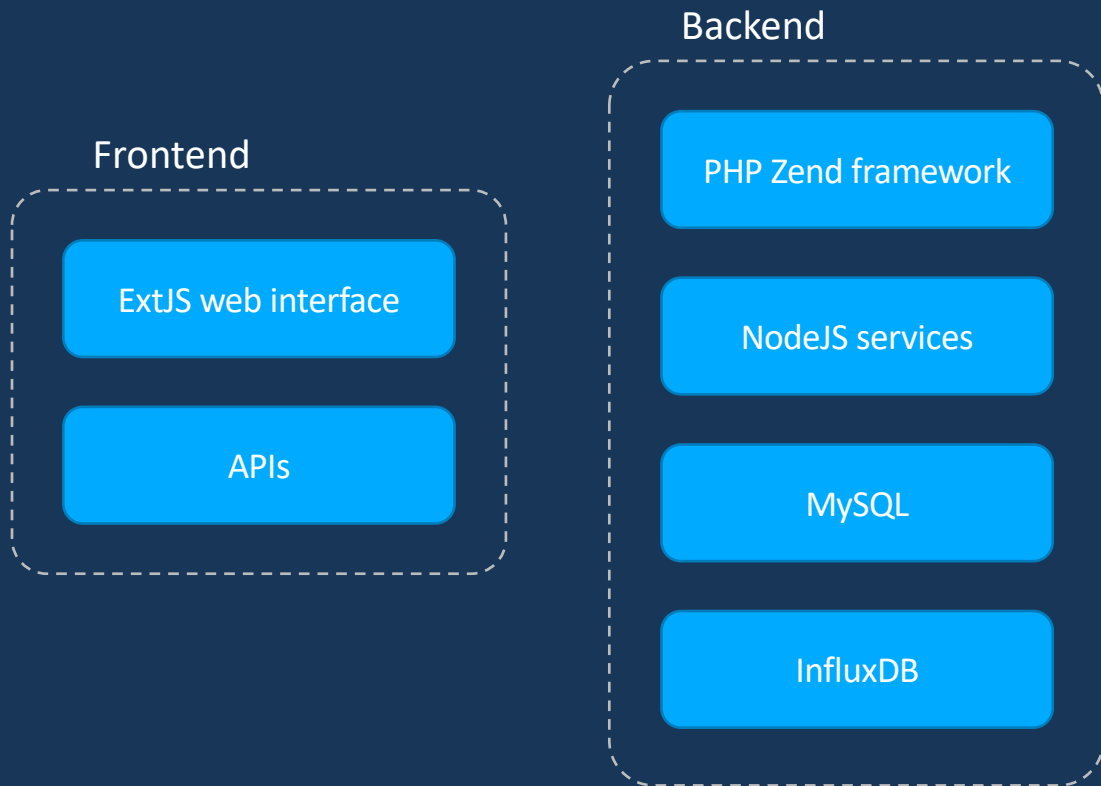 Frontend
ExtJS web interface
APIs
Backend
PHP Zend framework
NodeJS services
MySQL
InfluxDB